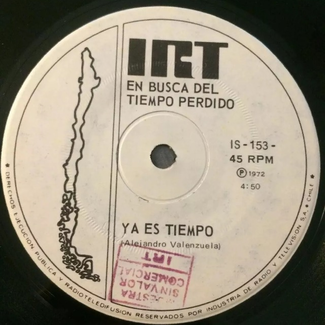 IRT
EN BUSCA DEL
TIEMPO PERDIDO
IS-153-
45 RPM
Ⓟ1972
4:50
YA ES TIEMPO
(Alejandro Valenzuela)
MUESTRA
SIN VALOR
COMERCIAL
IRT
DERECHOS EJECUCION PUBLICA Y RADIOTELEDIFUSION RESERVADOS POR INDUSTRIA DE RADIO Y TELEVISION S.A. CHILE